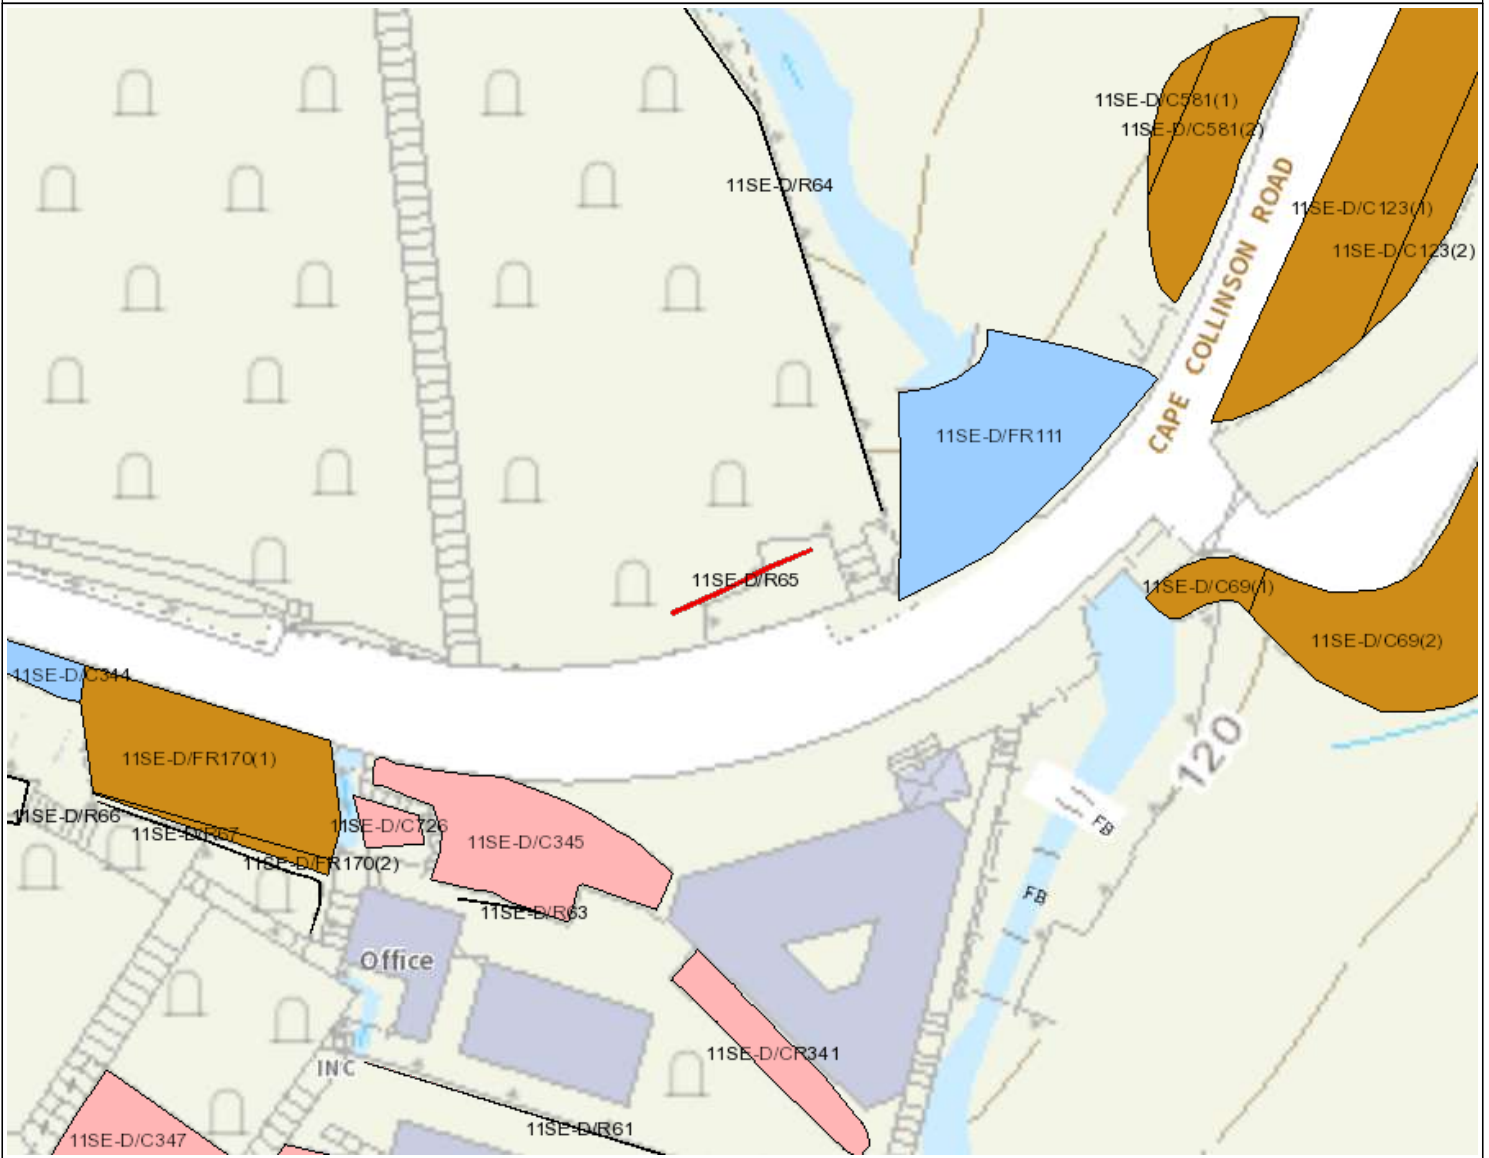 11SE-D/C581(1)
11SE-D/C581(2)
11SE-D/R64
11SE-D/C123(1)
11SE-D/C123(2)
CAPE COLLINSON ROAD
11SE-D/FR111
11SE-D/R65
11SE-D/C69(1)
11SE-D/C69(2)
11SE-D/C344
11SE-D/FR170(1)
120
11SE-D/R66
11SE-D/R67
11SE-D/C726
11SE-D/C345
FB
11SE-D/FR170(2)
FB
11SE-D/R63
Office
11SE-D/CR341
INC
11SE-D/R61
11SE-D/C347